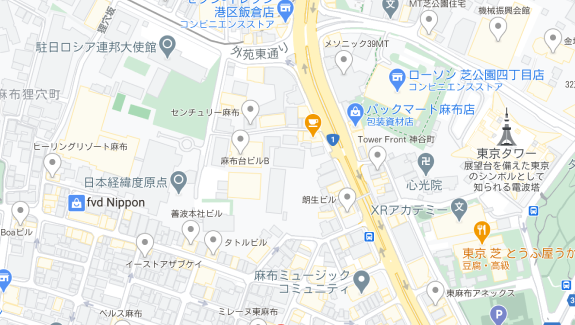 港区飯倉店
コンビニエンスストア
MT芝公園住宅
機械振興会館
狸穴坂
外苑東通り
駐日ロシア連邦大使館
メソニック39MT
ローソン 芝公園四丁目店
コンビニエンスストア
麻布狸穴町
センチュリー麻布
パックマート麻布店
包装資材店
1
Tower Front 神谷町
ヒーリングリゾート麻布
麻布台ビルB
東京タワー
展望台を備えた東京
のシンボルとして
知られる電波塔
心光院
日本経緯度原点
fvd Nippon
朗生ビル
XRアカデミー
善波本社ビル
Boaビル
タトルビル
イーストアザブケイ
東京 芝 とうふ屋うか
豆腐・高級
麻布ミュージック
コミュニティ
東麻布アネックス
ベルス麻布
ミレーヌ東麻布
P